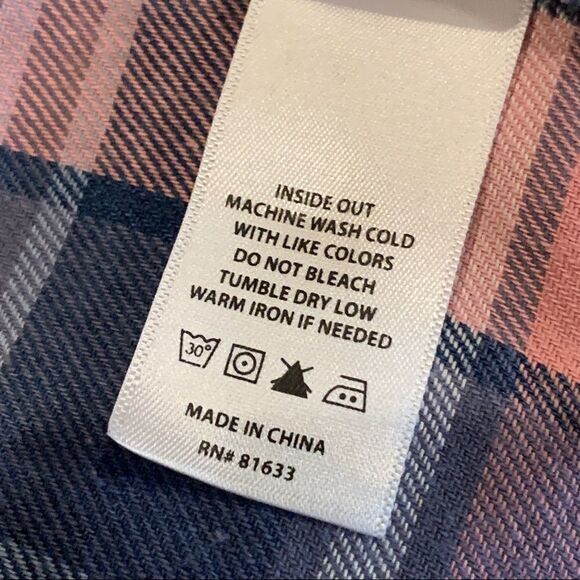 INSIDE OUT
MACHINE WASH COLD
WITH LIKE COLORS
DO NOT BLEACH
TUMBLE DRY LOW
WARM IRON IF NEEDED
30°
MADE IN CHINA
RN# 81633